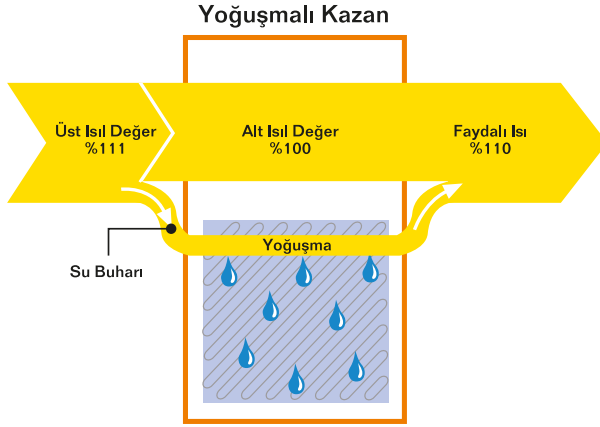 Yoğuşmalı Kazan
Üst Isıl Değer
%111
Alt Isıl Değer
%100
Faydalı Isı
%110
Yoğuşma
Su Buharı